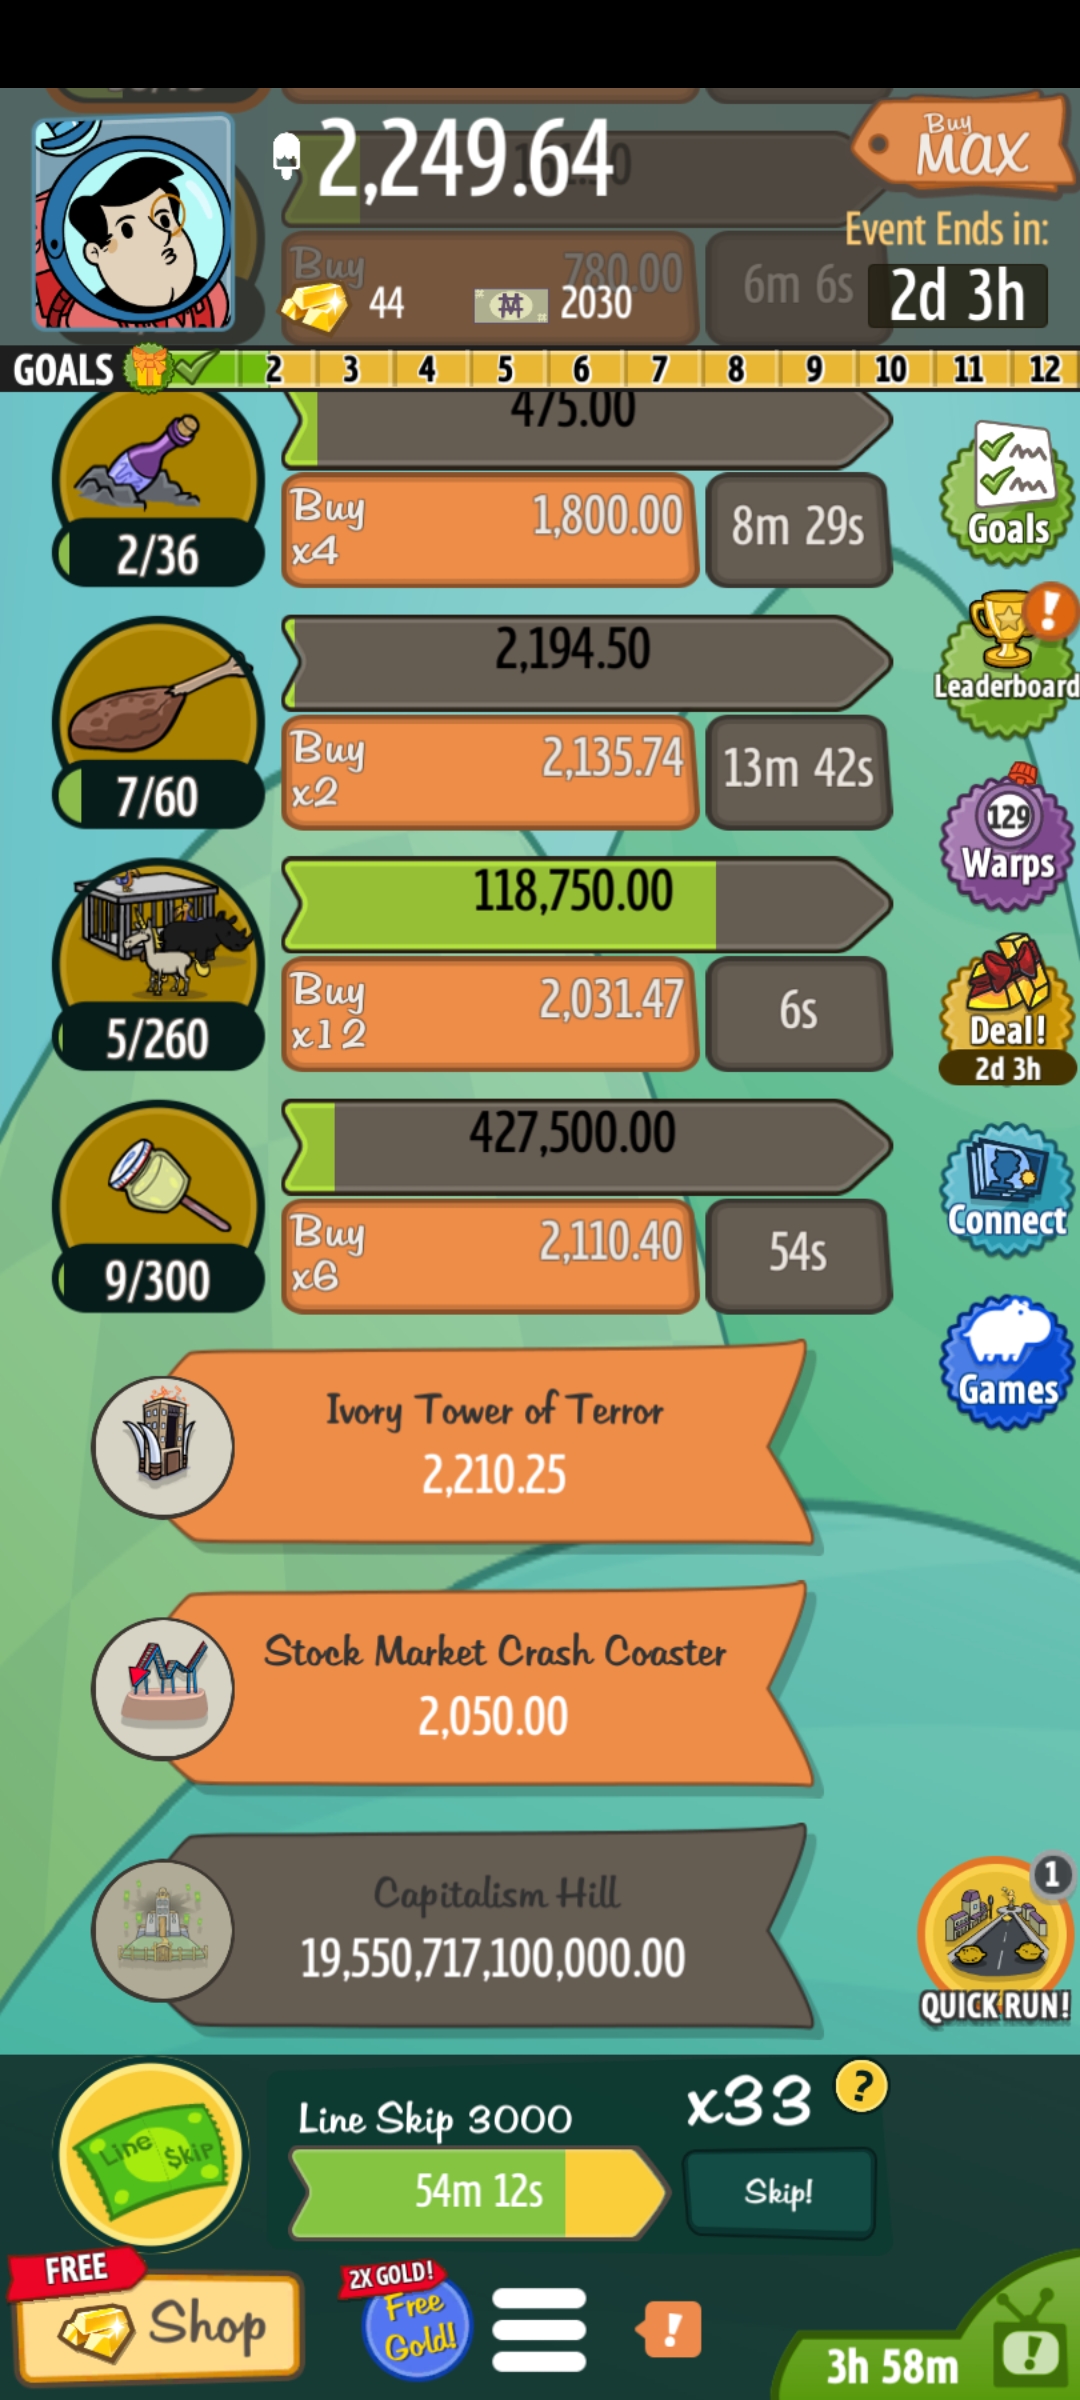 2,249.64
Buy
MAX
Event Ends in:
2d 3h
Buy
780.00
6m 6s
44
2030
GOALS
2
3
4
5
6
7
8
9
10
11
12
475.00
Buy
x4
1,800.00
8m 29s
2/36
Goals
2,194.50
Buy
x2
2,135.74
13m 42s
7/60
!
Leaderboard
129
Warps
118,750.00
Buy
x12
2,031.47
6s
5/260
Deal!
2d 3h
427,500.00
Buy
x6
2,110.40
54s
9/300
Connect
Games
Ivory Tower of Terror
2,210.25
Stock Market Crash Coaster
2,050.00
Capitalism Hill
19,550,717,100,000.00
1
QUICK RUN!
Line $kip
Line Skip 3000
54m 12s
x33
?
Skip!
FREE
Shop
2X GOLD!
Free
Gold!
!
3h 58m
!